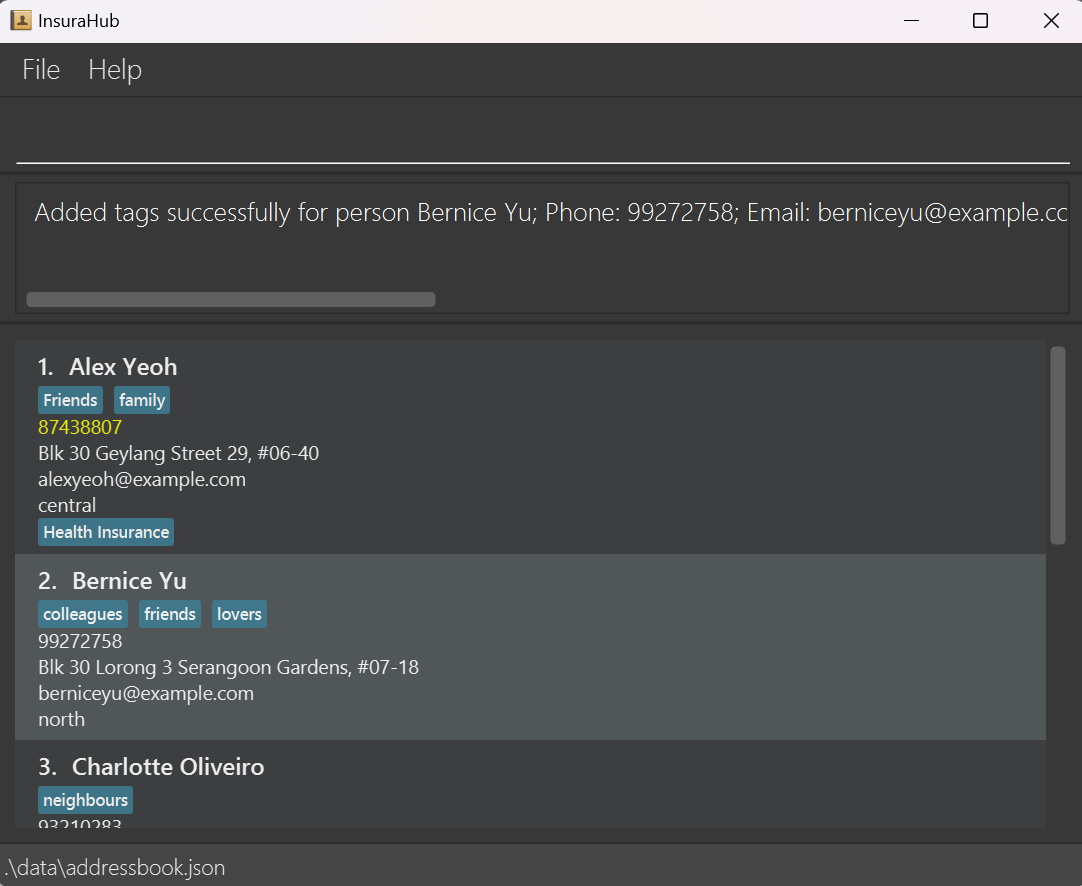 InsuraHub
File Help
Added tags successfully for person Bernice Yu; Phone: 99272758; Email: berniceyu@example.cc
1. Alex Yeoh
Friends family
87438807
Blk 30 Geylang Street 29, #06-40
alexyeoh@example.com
central
Health Insurance
2. Bernice Yu
colleagues friends lovers
99272758
Blk 30 Lorong 3 Serangoon Gardens, #07-18
berniceyu@example.com
north
3. Charlotte Oliveiro
neighbours
93210283
.\data\addressbook.json